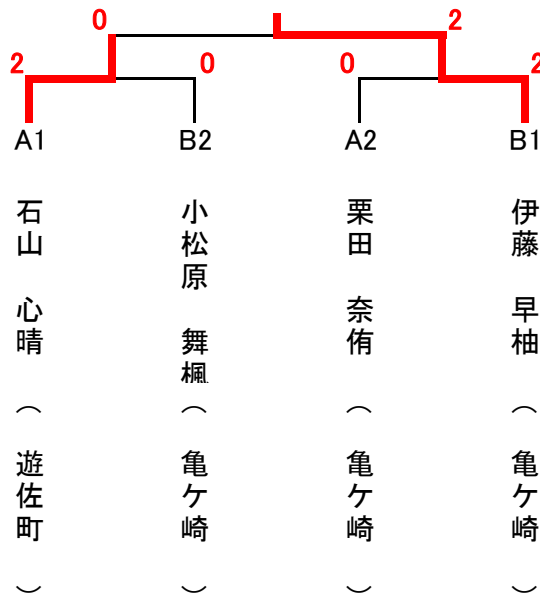 0 2
2 0 0 2
A1 B2 A2 B1
石山 心晴 (遊佐町)
小松原 舞楓 (亀ケ崎)
栗田 奈侑 (亀ケ崎)
伊藤 早柚 (亀ケ崎)